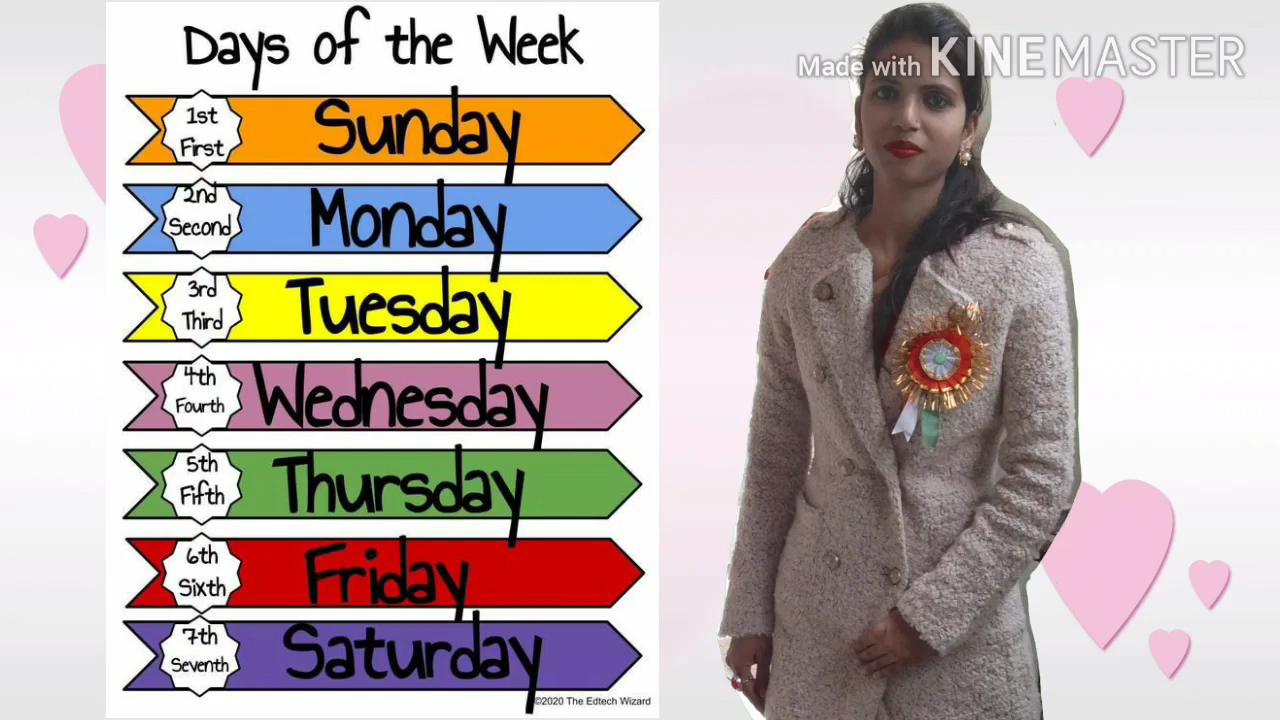 Days of the Week
1st
First
Sunday
2nd
Second
Monday
3rd
Third
Tuesday
4th
Fourth
Wednesday
5th
Fifth
Thursday
6th
Sixth
Friday
7th
Seventh
Saturday
©2020 The Edtech Wizard
Made with KINEMASTER